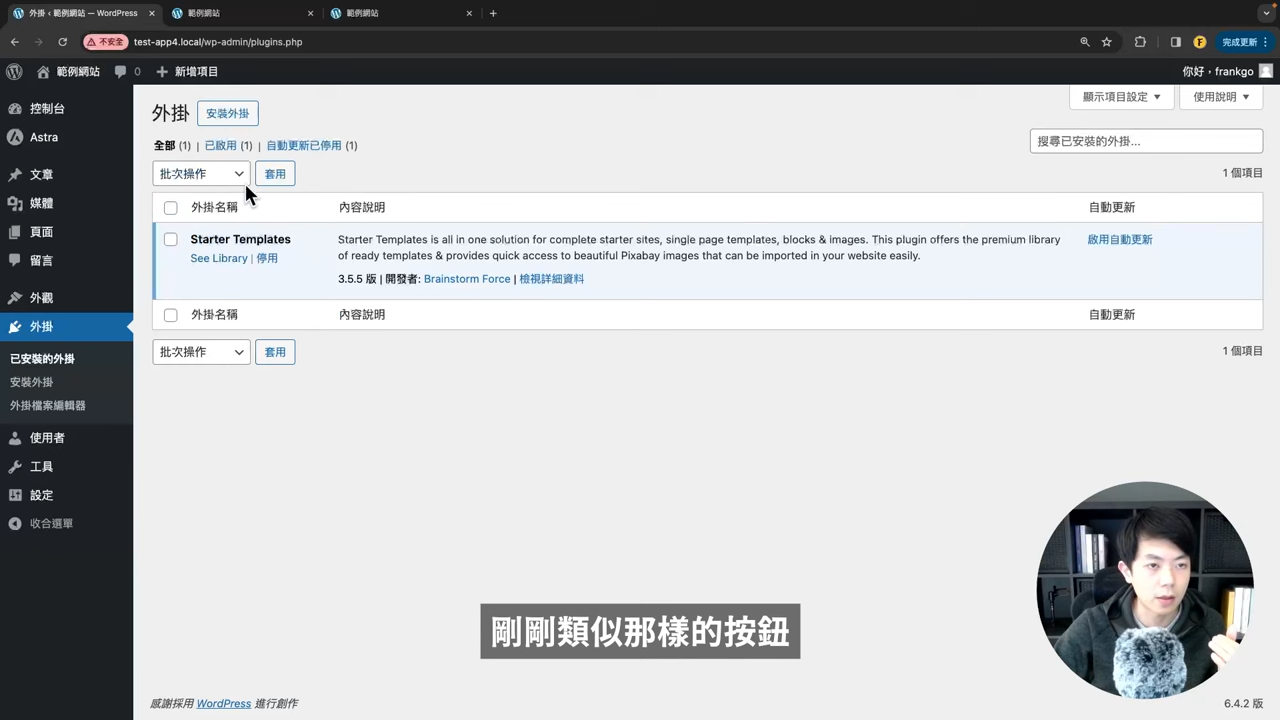 外掛 ‹ 範例網站 — WordPress
範例網站
範例網站
不安全
test-app4.local/wp-admin/plugins.php
F
完成更新
範例網站
0
新增項目
你好，frankgo
控制台
Astra
文章
媒體
頁面
留言
外觀
外掛
已安裝的外掛
安裝外掛
外掛檔案編輯器
使用者
工具
設定
收合選單
外掛
安裝外掛
顯示項目設定
使用說明
全部 (1) | 已啟用 (1) | 自動更新已停用 (1)
搜尋已安裝的外掛...
批次操作
套用
1 個項目
外掛名稱
內容說明
自動更新
Starter Templates
See Library | 停用
Starter Templates is all in one solution for complete starter sites, single page templates, blocks & images. This plugin offers the premium library
of ready templates & provides quick access to beautiful Pixabay images that can be imported in your website easily.
3.5.5 版 | 開發者: Brainstorm Force | 檢視詳細資料
啟用自動更新
外掛名稱
內容說明
自動更新
批次操作
套用
1 個項目
剛剛類似那樣的按鈕
感謝採用 WordPress 進行創作
6.4.2 版